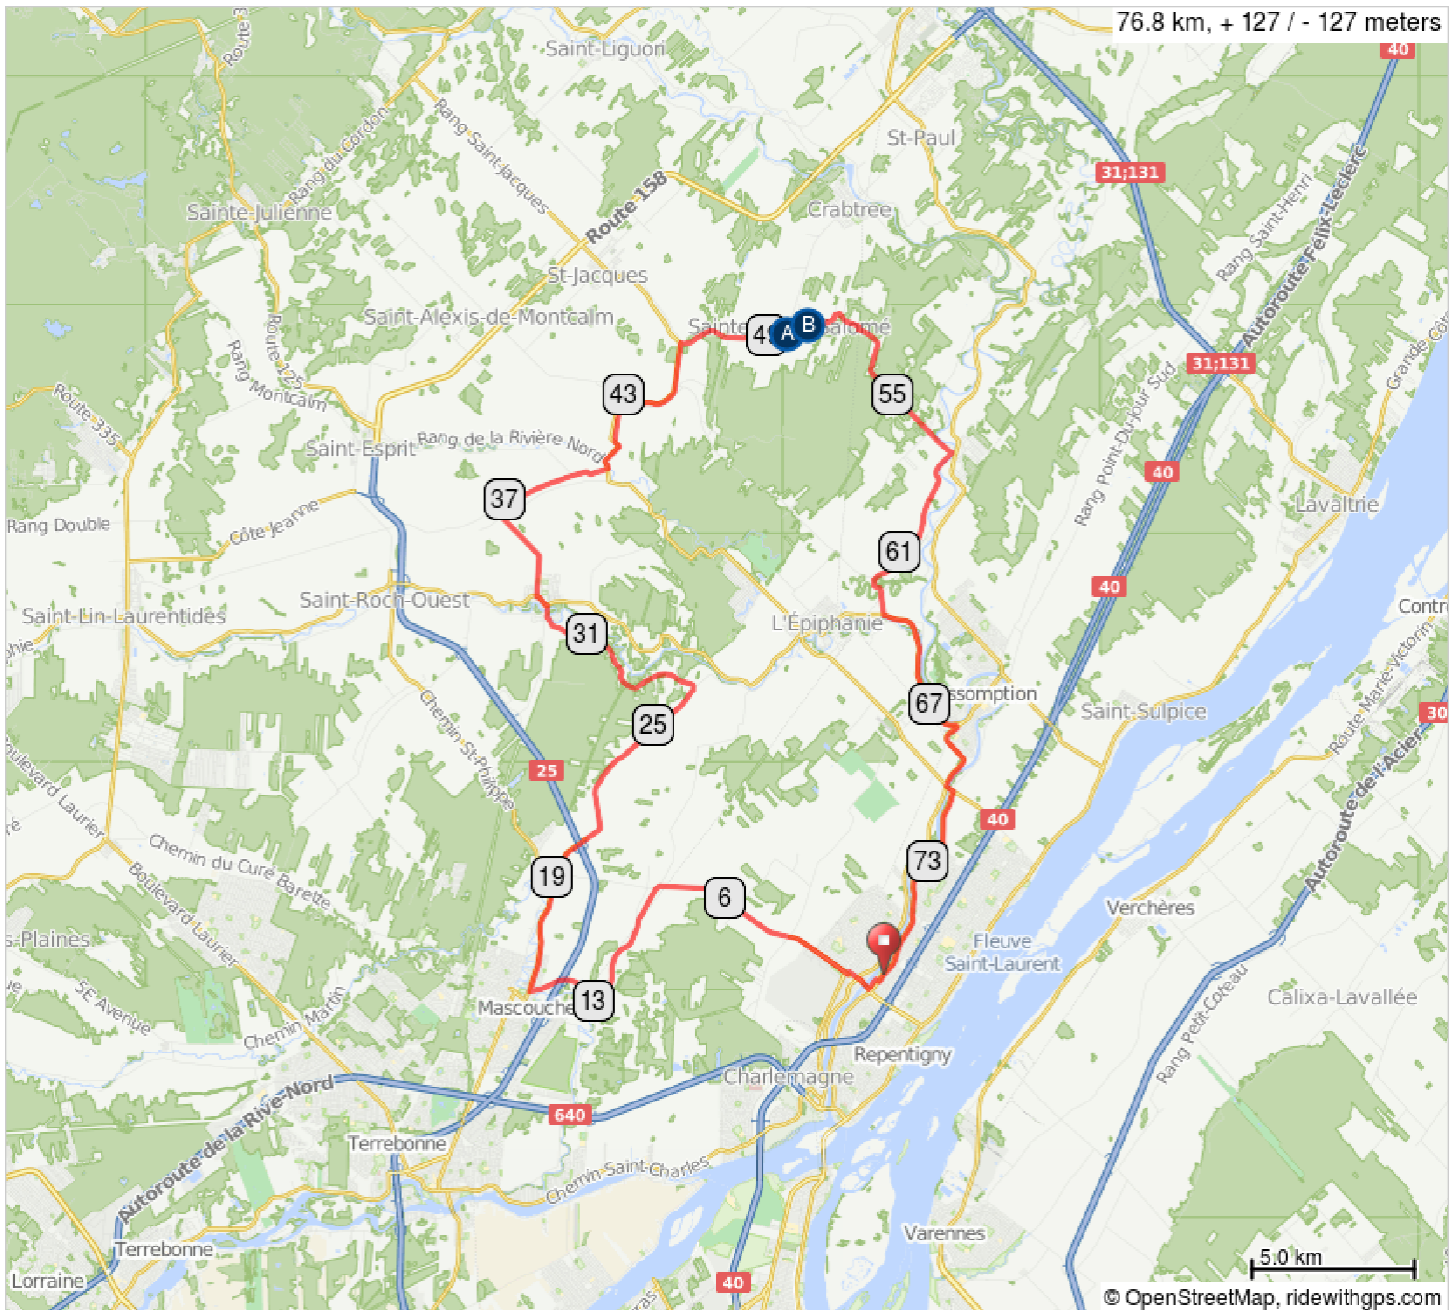 76.8 km, + 127 / - 127 meters
Route 3
Saint-Liguori
40
Rang du Cordon
Rang Saint-Jacques
St-Paul
31;131
Autoroute Félix-Leclerc
Rang Saint-Henri
Sainte-Julienne
Route 158
Crabtree
St-Jacques
Saint-Alexis-de-Montcalm
Route 125
Sainte
49
A
B
Salomé
31;131
Grande Côt
Rang Montcalm
Route 335
43
55
Rang Point-Du-Jour Sud
Saint-Esprit
Rang de la Rivière Nord
40
37
Lavaltrie
Rang Double
Côte Jeanne
61
40
Saint-Roch-Ouest
Contr
Saint-Lin-Laurentides
L'Épiphanie
31
phie
67
ssomption
Saint-Sulpice
Route Marie-Victorin
30
Chemin St-Philippe
25
Boulevard Laurier
25
Autoroute de l'Acier
40
Chemin du Curé Barette
19
73
6
Boulevard Laurier
Verchères
s-Plaines
Fleuve
Saint-Laurent
5E Avenue
Chemin Martin
Mascouche
13
Calixa-Lavallée
Rang Petit-Coteau
Repentigny
Charlemagne
Autoroute de la Rive-Nord
640
Terrebonne
Chemin Saint-Charles
Varennes
Terrebonne
5.0 km
Lorraine
40
ras
© OpenStreetMap, ridewithgps.com